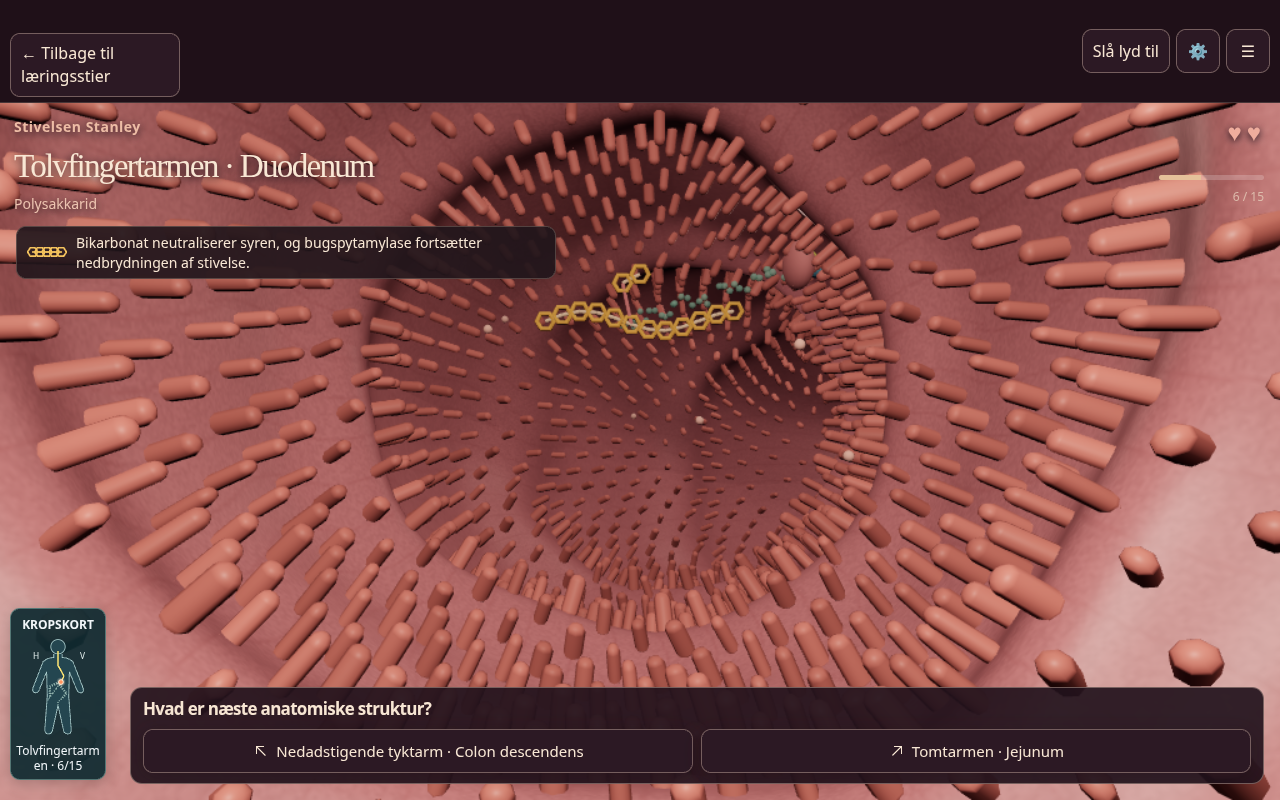 ← Tilbage til
læringsstier
Slå lyd til
Stivelsen Stanley
Tolvfingertarmen · Duodenum
Polysakkarid
6 / 15
Bikarbonat neutraliserer syren, og bugspytamylase fortsætter
nedbrydningen af stivelse.
KROPSKORT
H V
Tolvfingertarm
en · 6/15
Hvad er næste anatomiske struktur?
↖ Nedadstigende tyktarm · Colon descendens
↗ Tomtarmen · Jejunum